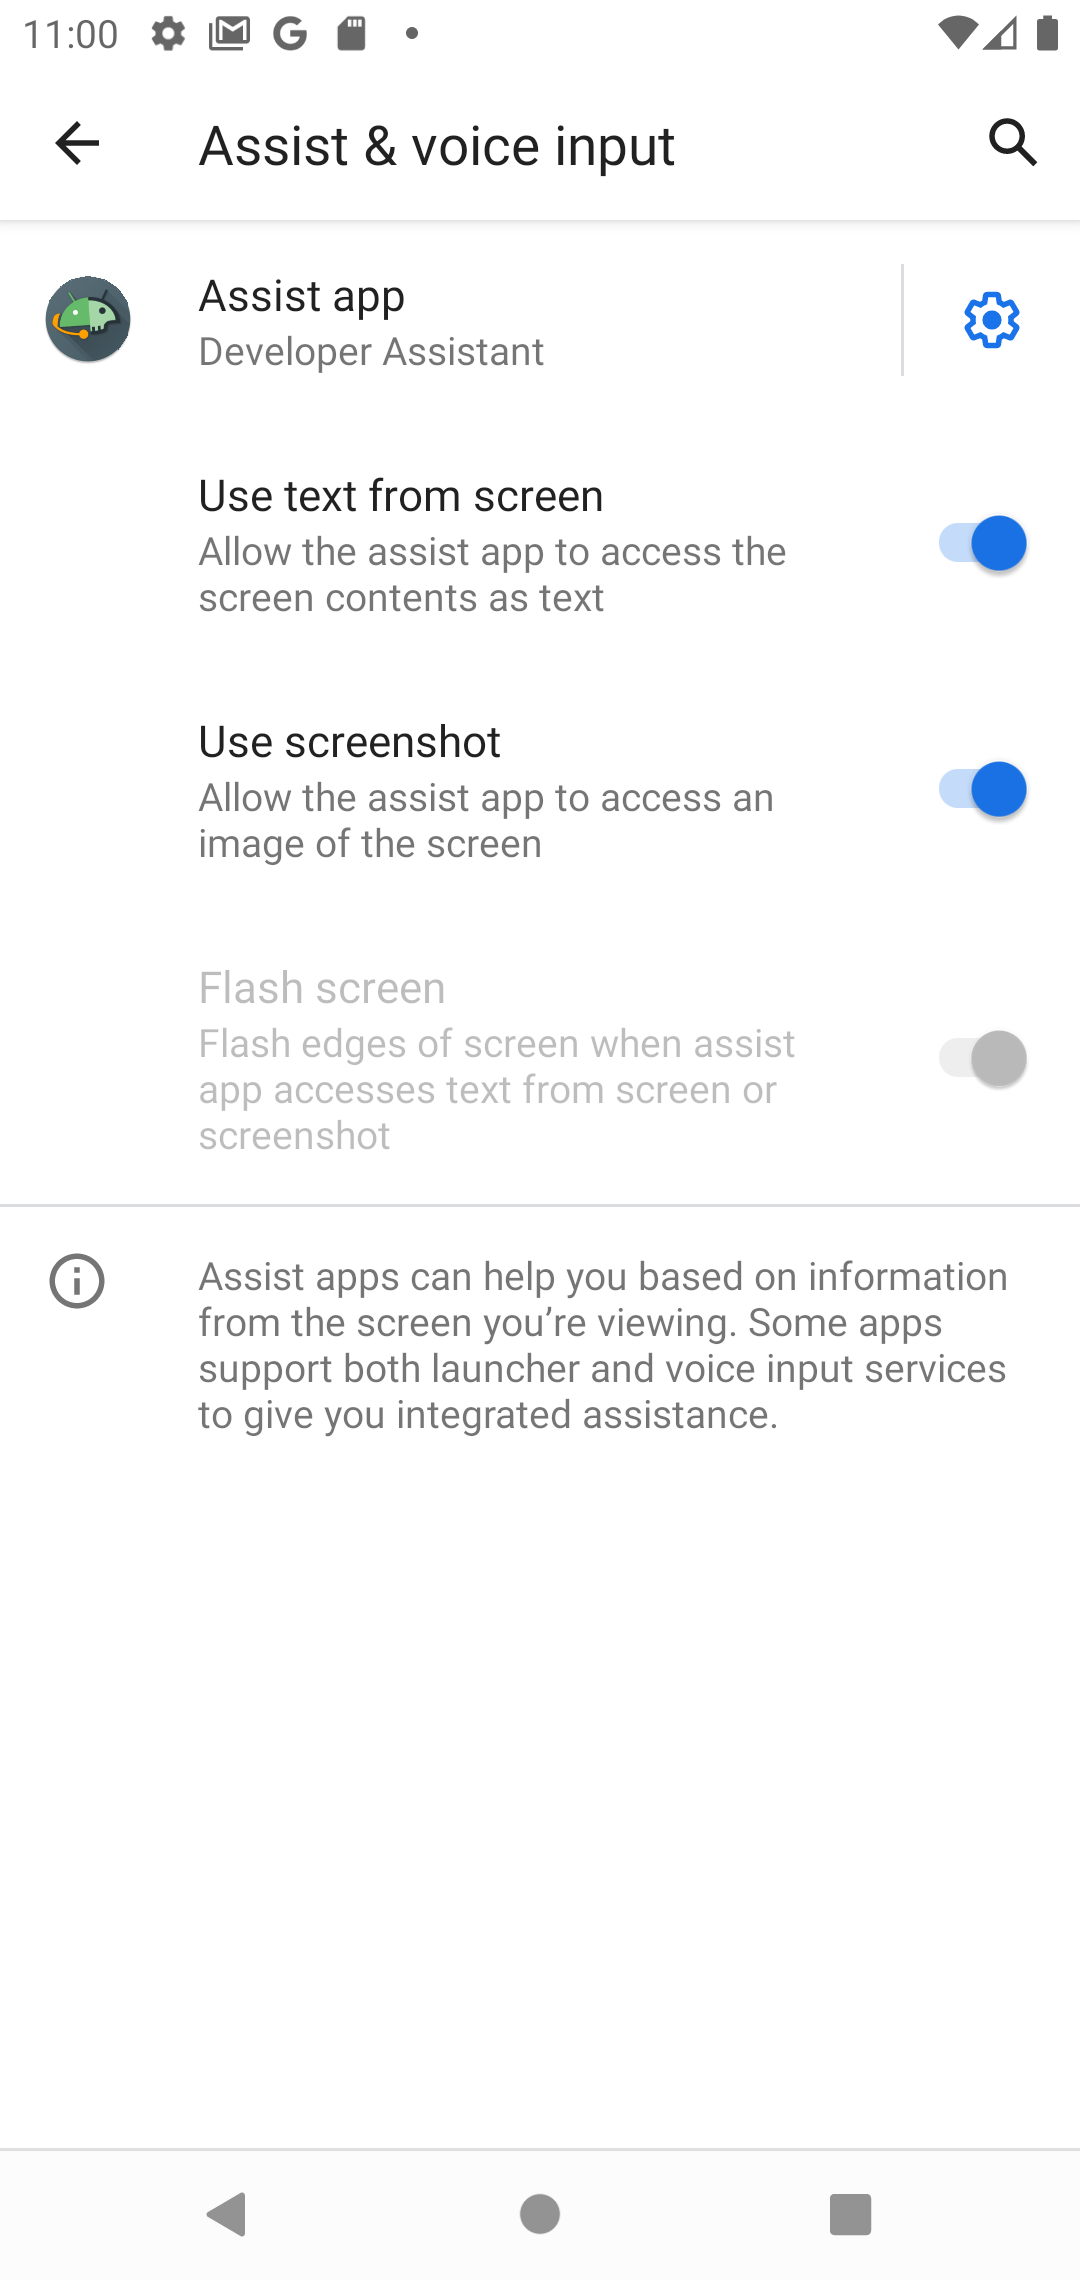 11:00
Assist & voice input
Assist app
Developer Assistant
Use text from screen
Allow the assist app to access the
screen contents as text
Use screenshot
Allow the assist app to access an
image of the screen
Flash screen
Flash edges of screen when assist
app accesses text from screen or
screenshot
Assist apps can help you based on information
from the screen you’re viewing. Some apps
support both launcher and voice input services
to give you integrated assistance.